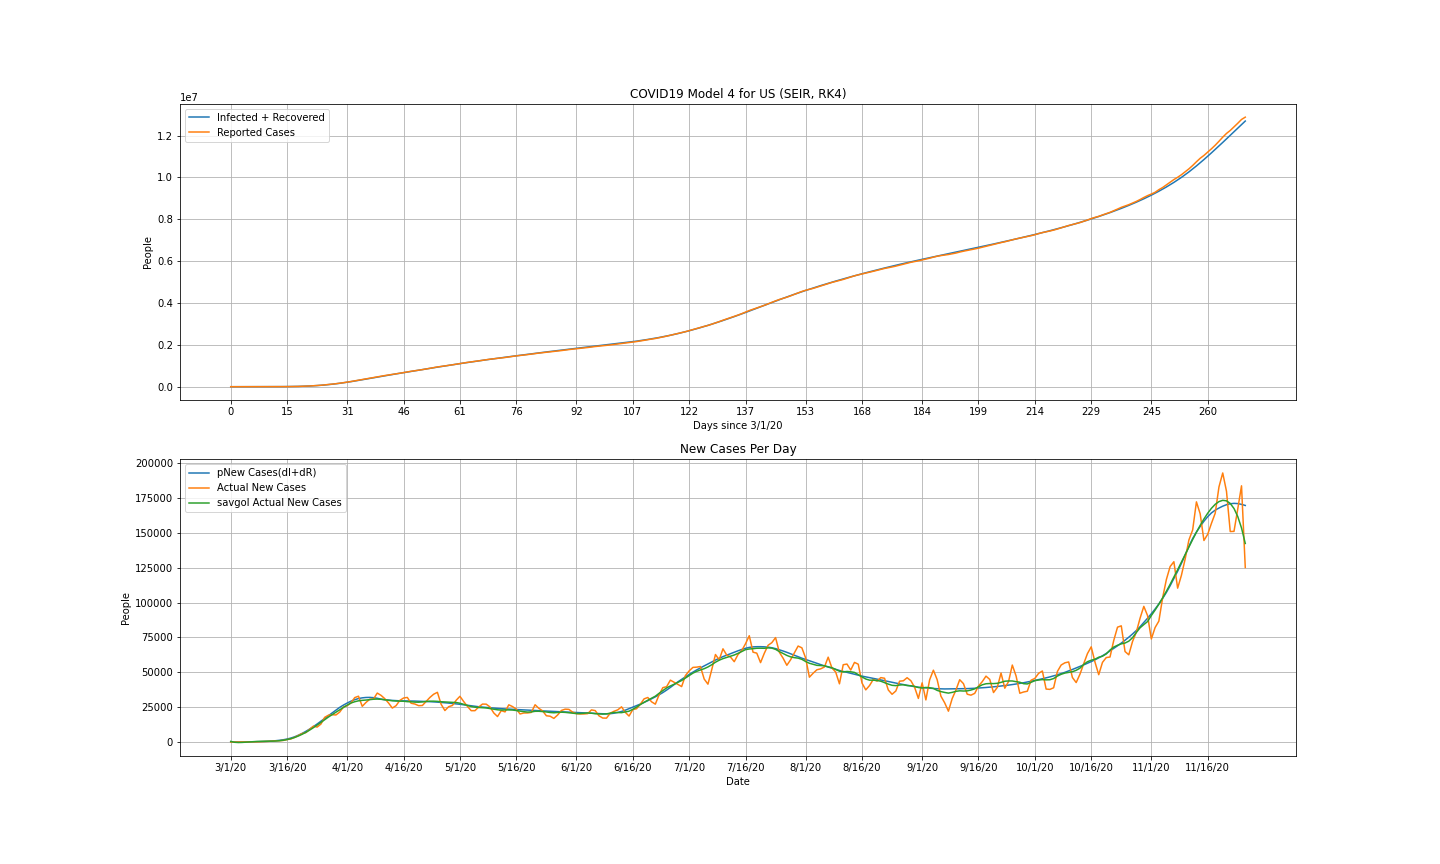 COVID19 Model 4 for US (SEIR, RK4)
1e7
Infected + Recovered
Reported Cases
1.2
1.0
0.8
0.6
0.4
0.2
0.0
People
0 15 31 46 61 76 92 107 122 137 153 168 184 199 214 229 245 260
Days since 3/1/20
New Cases Per Day
pNew Cases(dI+dR)
Actual New Cases
savgol Actual New Cases
200000
175000
150000
125000
100000
75000
50000
25000
0
People
3/1/20 3/16/20 4/1/20 4/16/20 5/1/20 5/16/20 6/1/20 6/16/20 7/1/20 7/16/20 8/1/20 8/16/20 9/1/20 9/16/20 10/1/20 10/16/20 11/1/20 11/16/20
Date